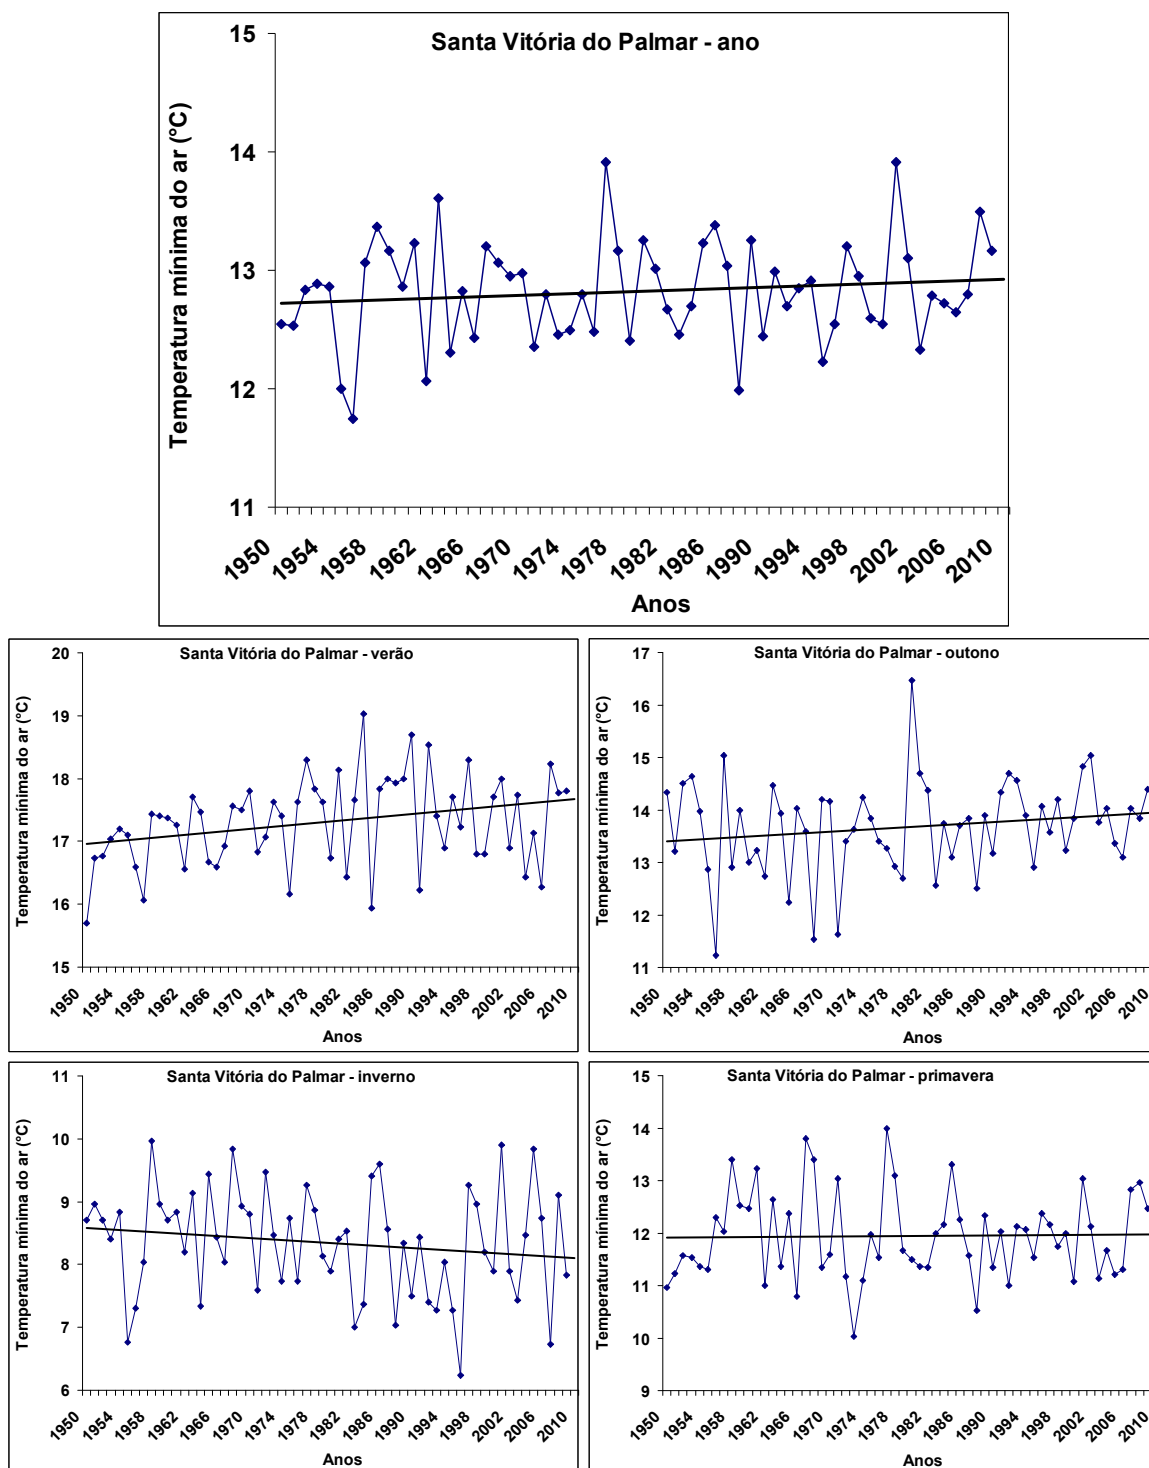 Santa Vitória do Palmar - ano
Temperatura mínima do ar (°C)
15
14
13
12
11
1950 1954 1958 1962 1966 1970 1974 1978 1982 1986 1990 1994 1998 2002 2006 2010
Anos
Santa Vitória do Palmar - verão
Temperatura mínima do ar (°C)
20
19
18
17
16
15
1950 1954 1958 1962 1966 1970 1974 1978 1982 1986 1990 1994 1998 2002 2006 2010
Anos
Santa Vitória do Palmar - outono
Temperatura mínima do ar (°C)
17
16
15
14
13
12
11
1950 1954 1958 1962 1966 1970 1974 1978 1982 1986 1990 1994 1998 2002 2006 2010
Anos
Santa Vitória do Palmar - inverno
Temperatura mínima do ar (°C)
11
10
9
8
7
6
1950 1954 1958 1962 1966 1970 1974 1978 1982 1986 1990 1994 1998 2002 2006 2010
Anos
Santa Vitória do Palmar - primavera
Temperatura mínima do ar (°C)
15
14
13
12
11
10
9
1950 1954 1958 1962 1966 1970 1974 1978 1982 1986 1990 1994 1998 2002 2006 2010
Anos